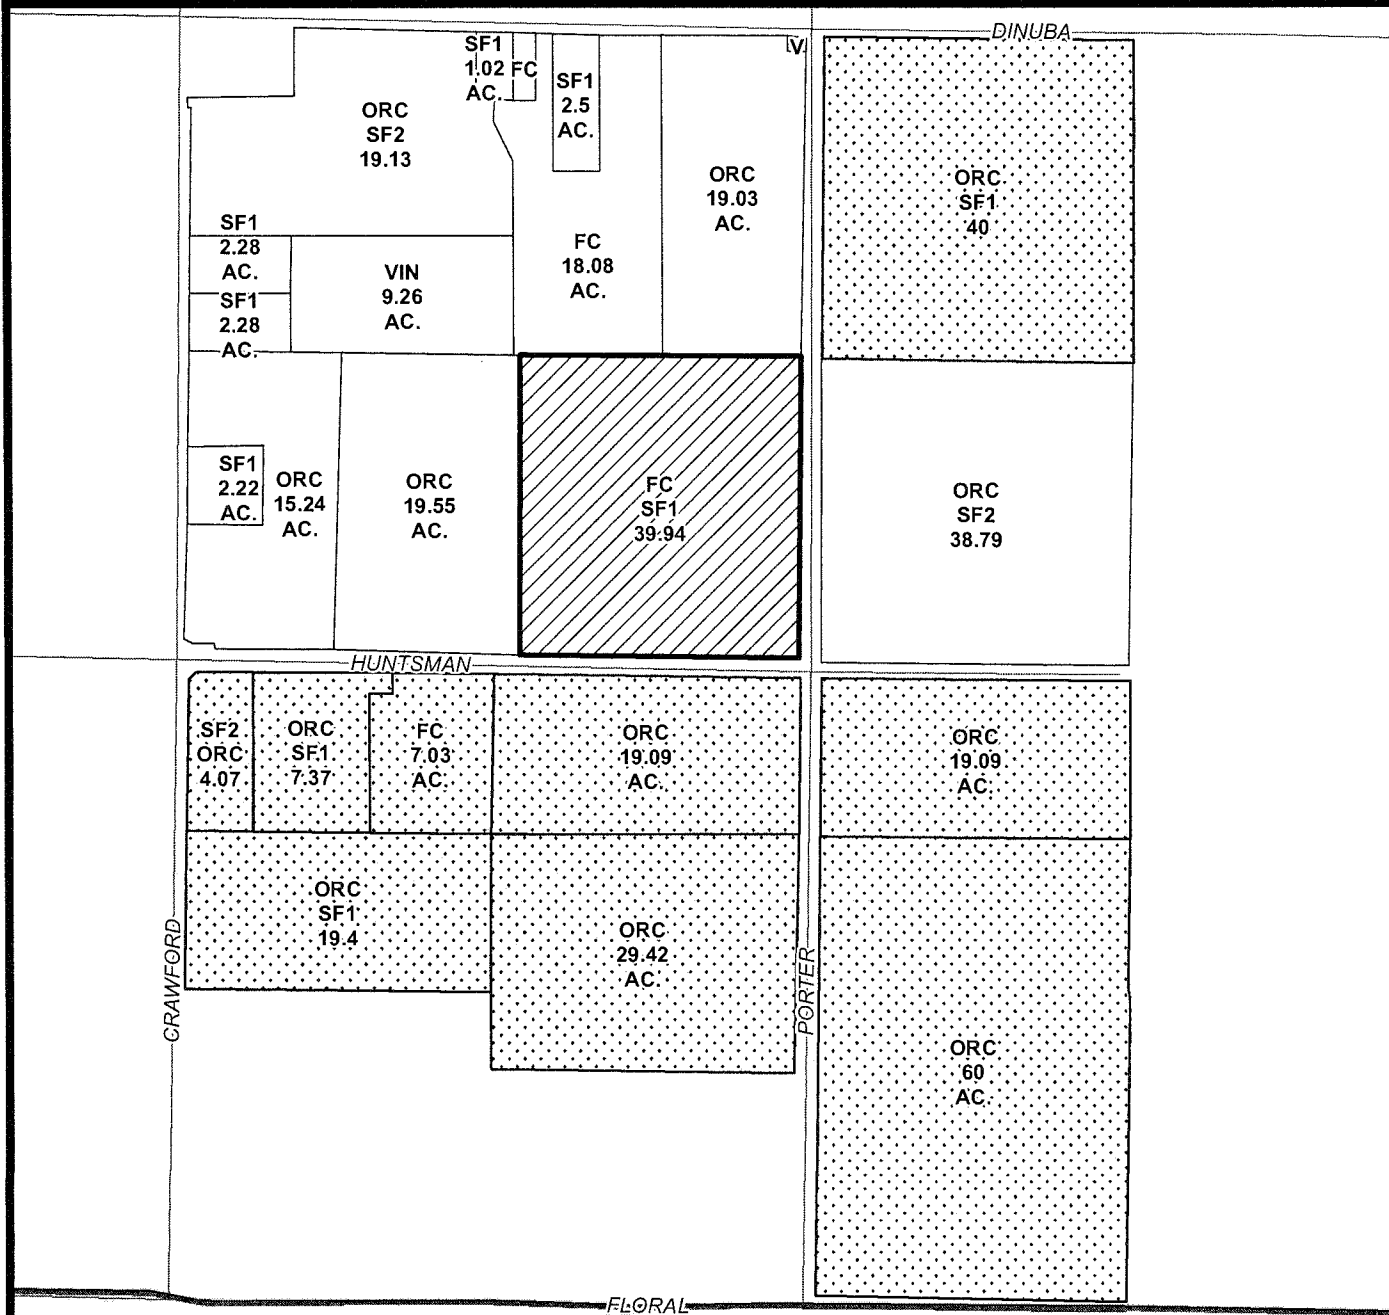 DINUBA
SF1
1.02
AC.
FC
SF1
2.5
AC.
V
ORC
SF2
19.13
ORC
19.03
AC.
ORC
SF1
40
SF1
2.28
AC.
SF1
2.28
AC.
VIN
9.26
AC.
FC
18.08
AC.
SF1
2.22
AC.
ORC
15.24
AC.
ORC
19.55
AC.
FC
SF1
39.94
ORC
SF2
38.79
HUNTSMAN
SF2
ORC
4.07
ORC
SF1
7.37
FC
7.03
AC.
ORC
19.09
AC.
ORC
19.09
AC.
ORC
SF1
19.4
ORC
29.42
AC.
CRAWFORD
PORTER
ORC
60
AC.
FLORAL